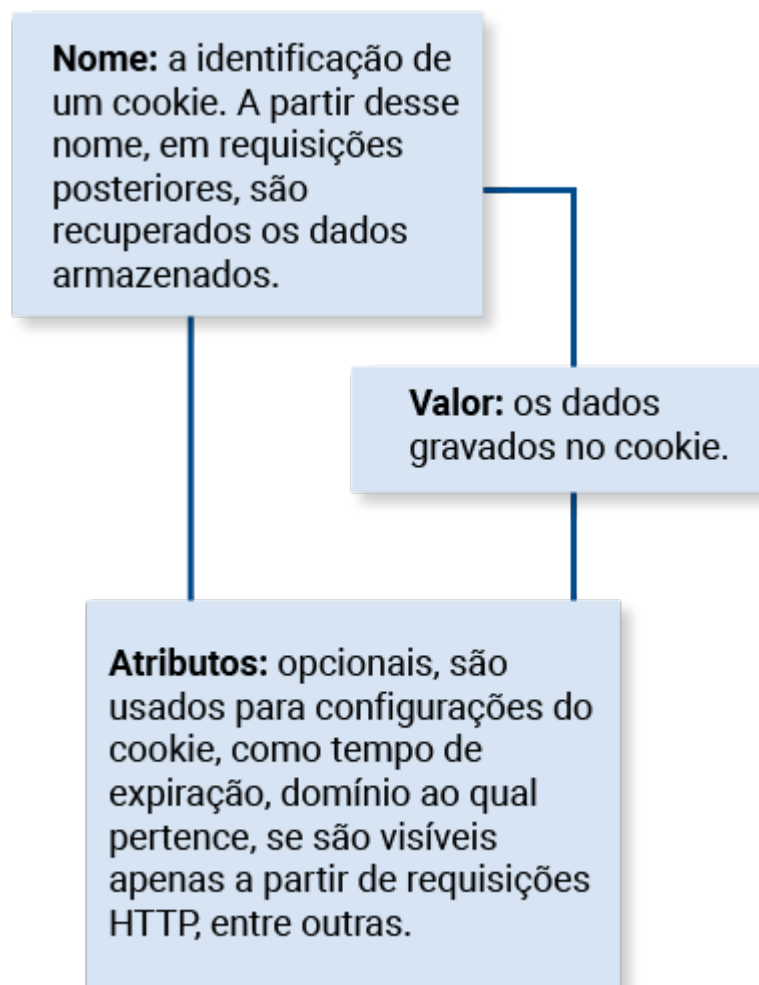 Nome: a identificação de
um cookie. A partir desse
nome, em requisições
posteriores, são
recuperados os dados
armazenados.
Valor: os dados
gravados no cookie.
Atributos: opcionais, são
usados para configurações do
cookie, como tempo de
expiração, domínio ao qual
pertence, se são visíveis
apenas a partir de requisições
HTTP, entre outras.